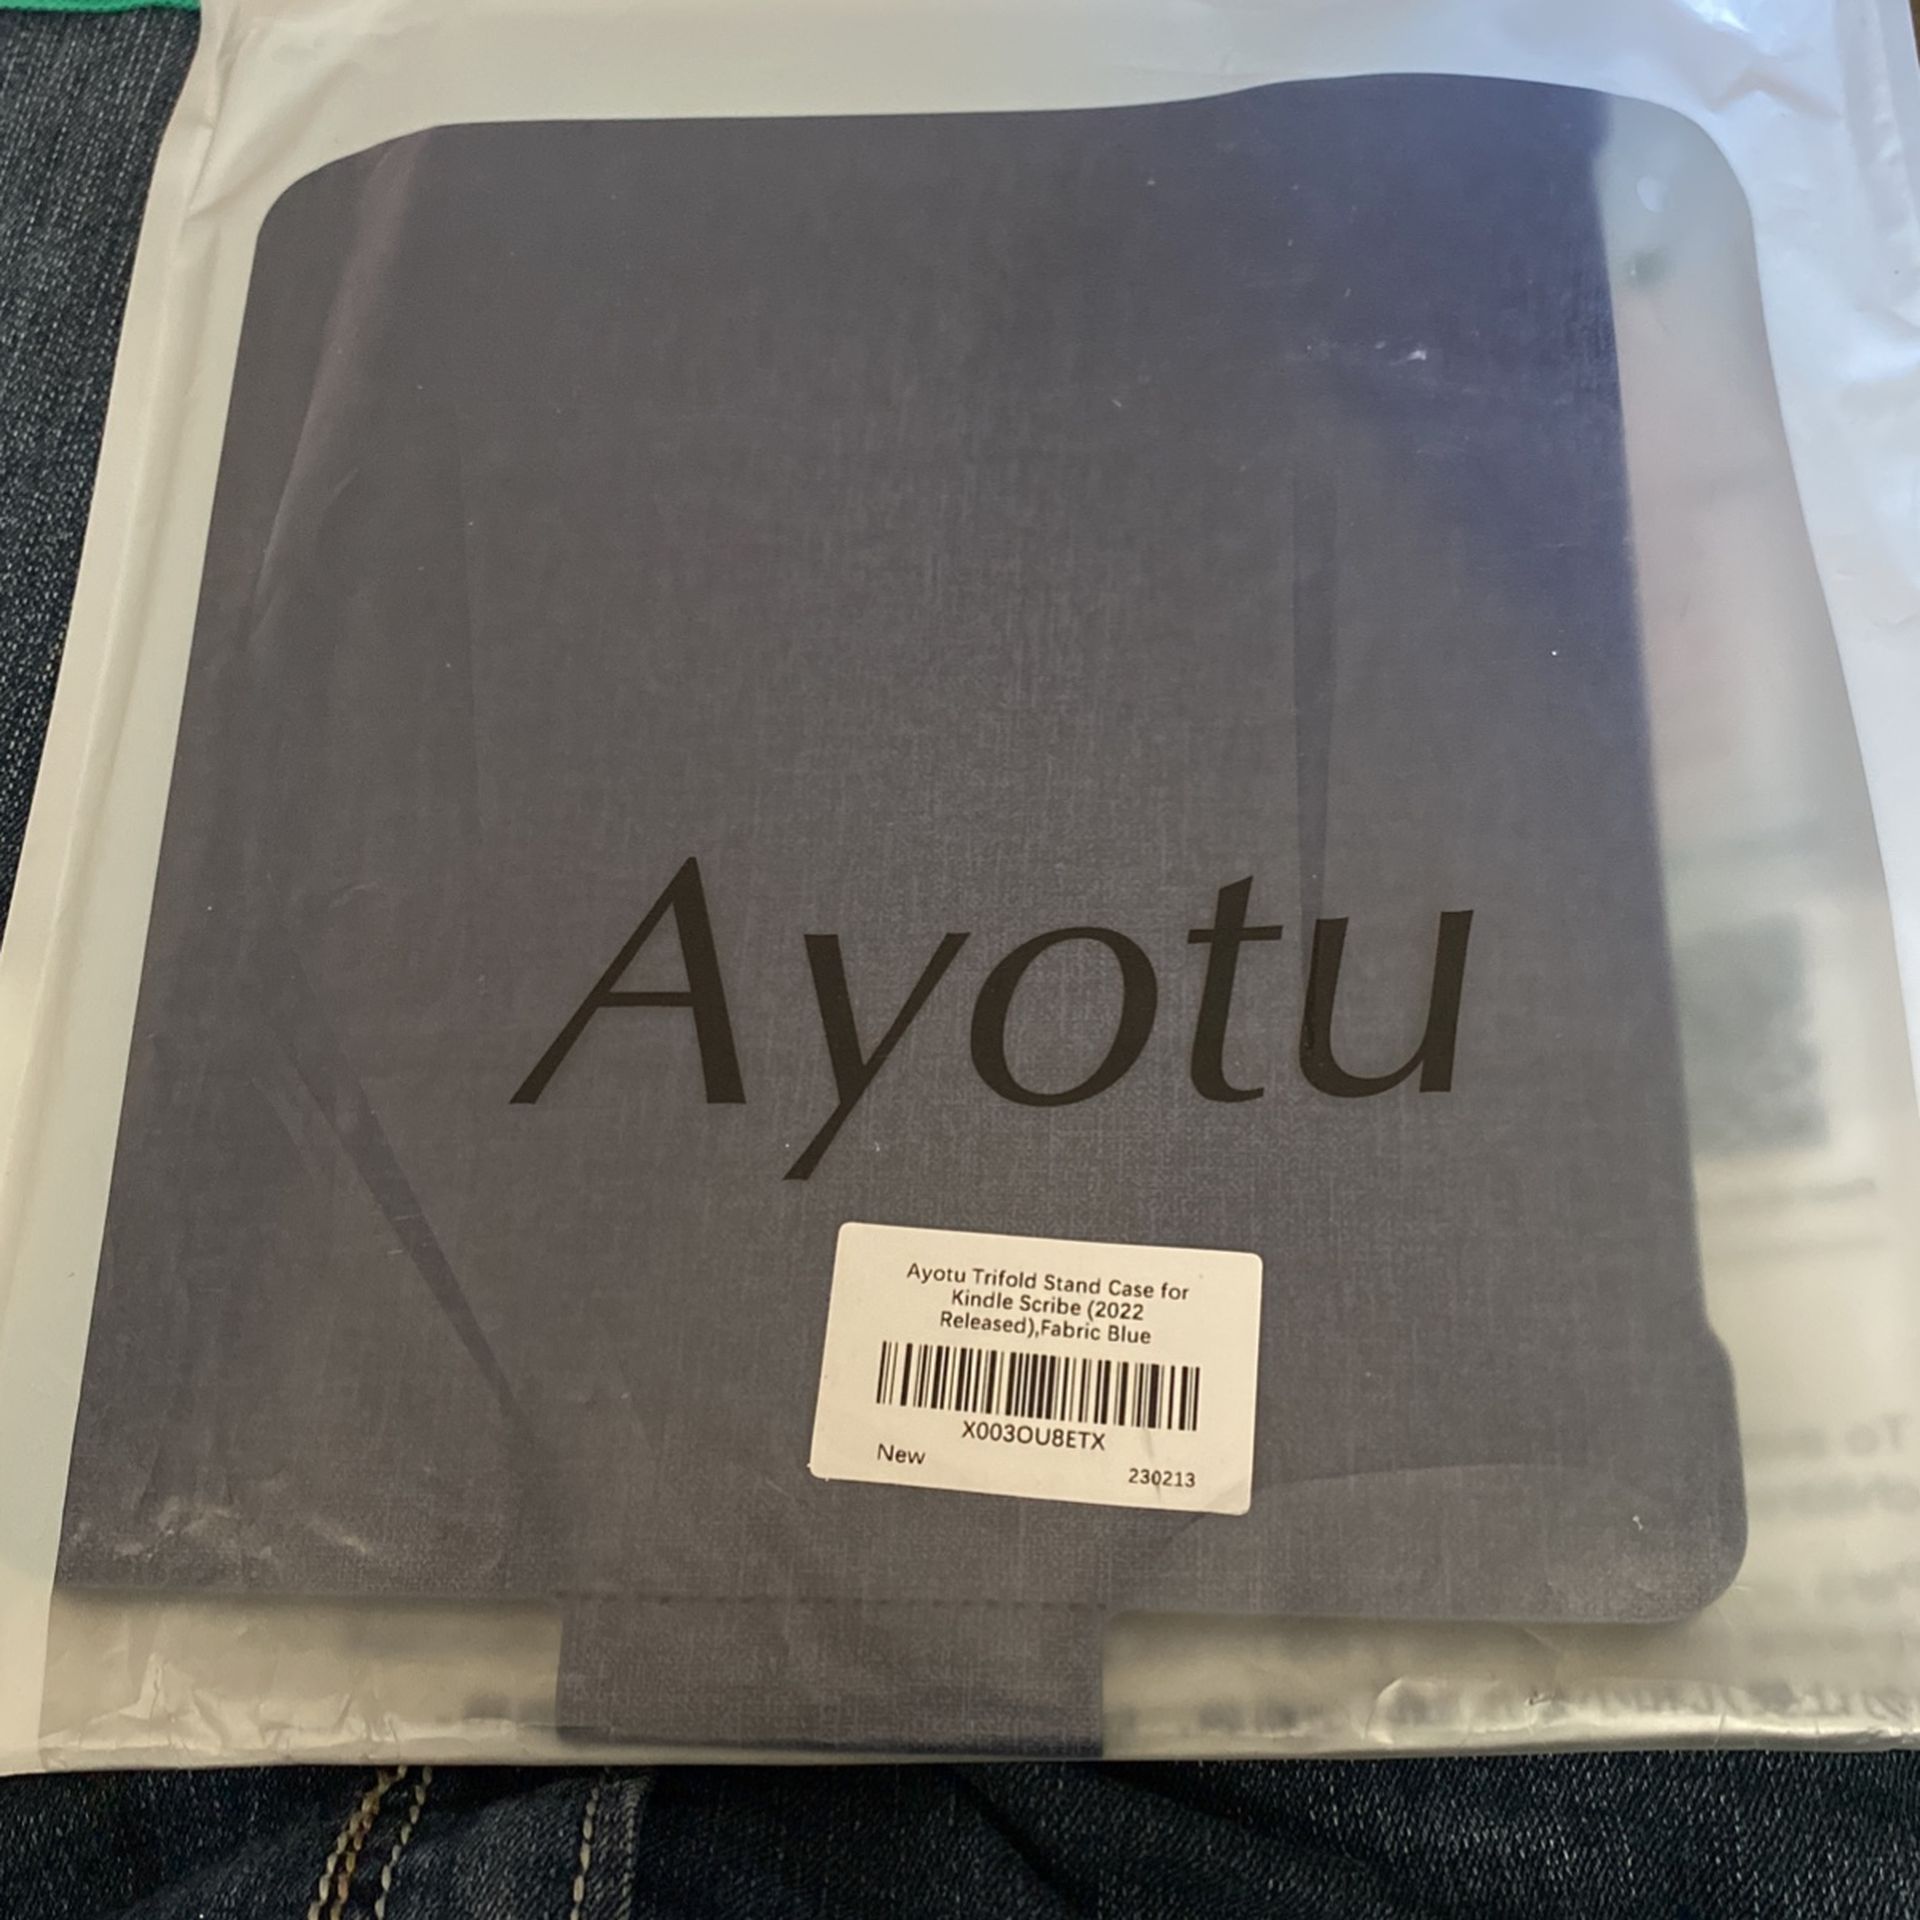 Ayotu
Ayotu Trifold Stand Case for
Kindle Scribe (2022
Released),Fabric Blue
X003OU8ETX
New
230213